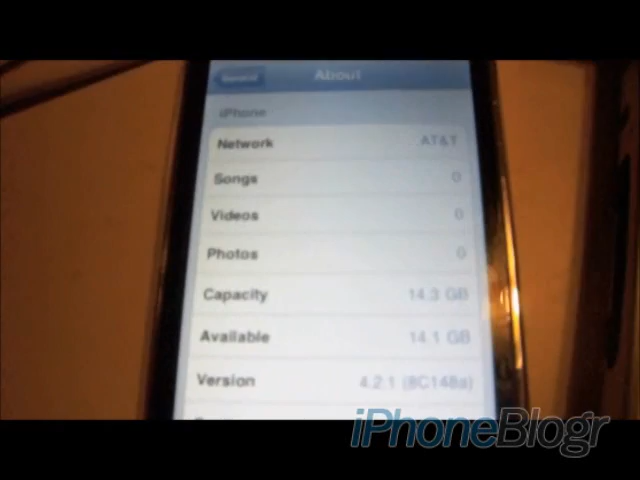 General About
iPhone
Network AT&T
Songs 0
Videos 0
Photos 0
Capacity 14.3 GB
Available 14.1 GB
Version 4.2.1 (8C148a)
iPhoneBlogr